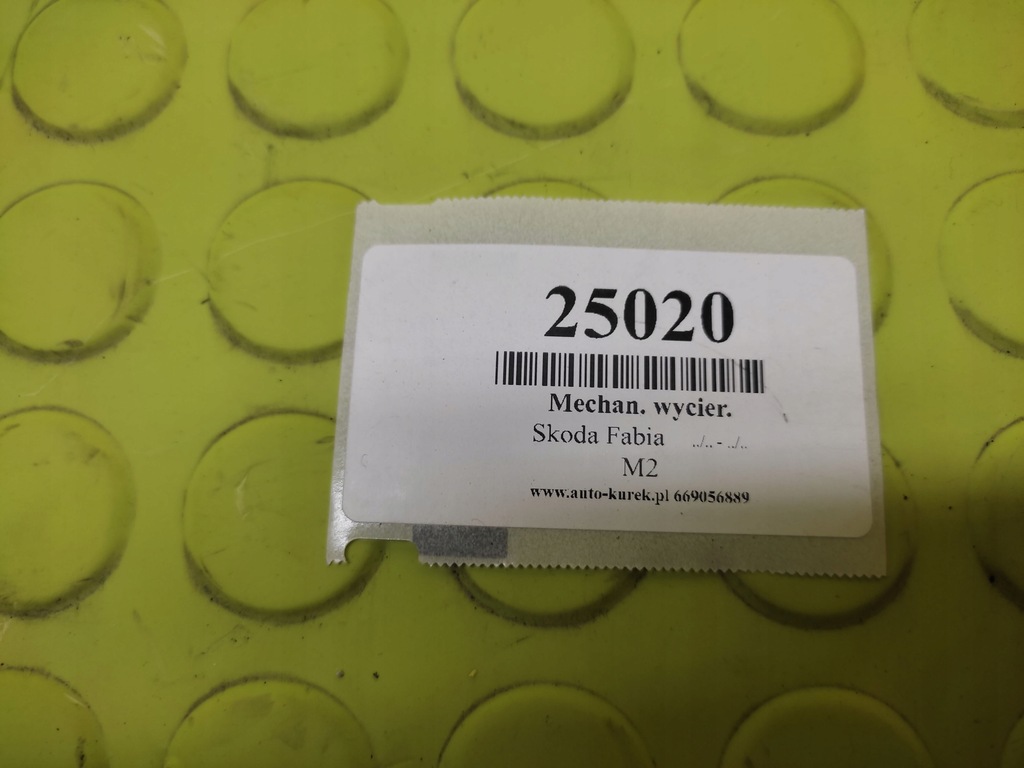 25020
Mechan. wycier.
Skoda Fabia ../.. - ../..
M2
www.auto-kurek.pl 669056889